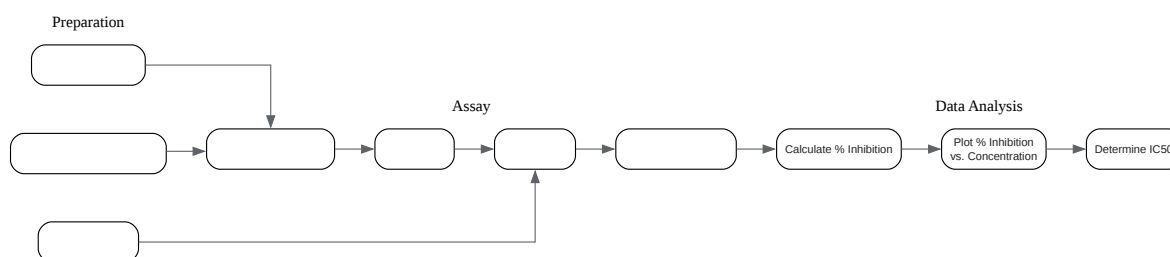 Preparation
Assay
Data Analysis
Calculate % Inhibition
Plot % Inhibition
vs. Concentration
Determine IC50